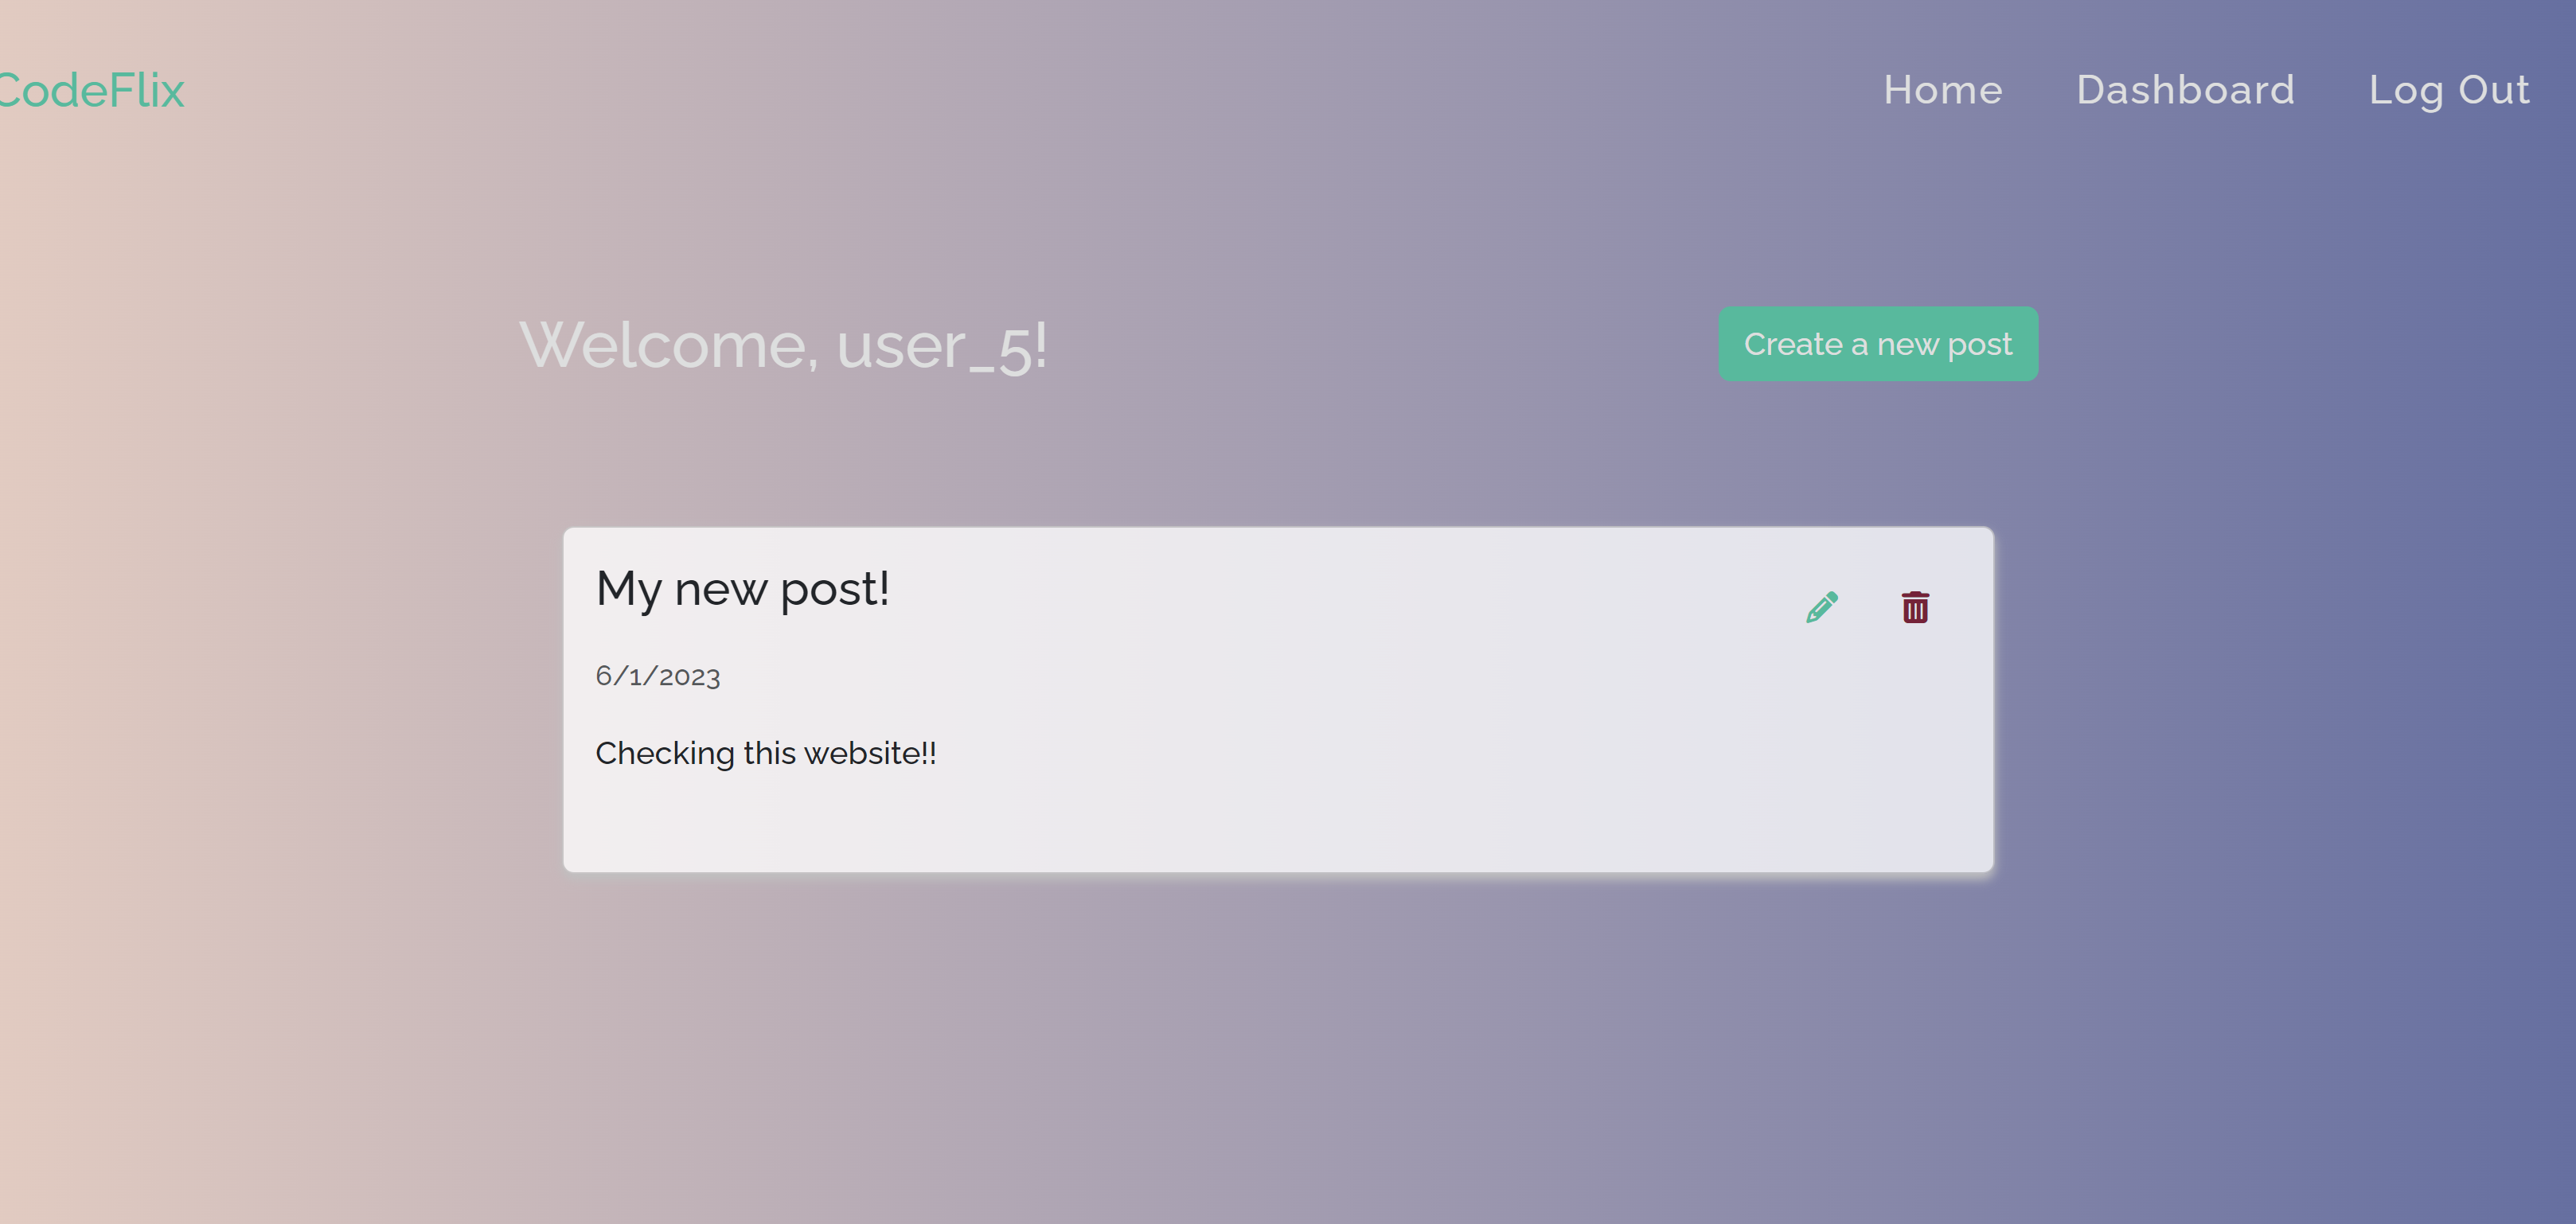 CodeFlix
Home Dashboard Log Out
Welcome, user_5!
Create a new post
My new post!
6/1/2023
Checking this website!!